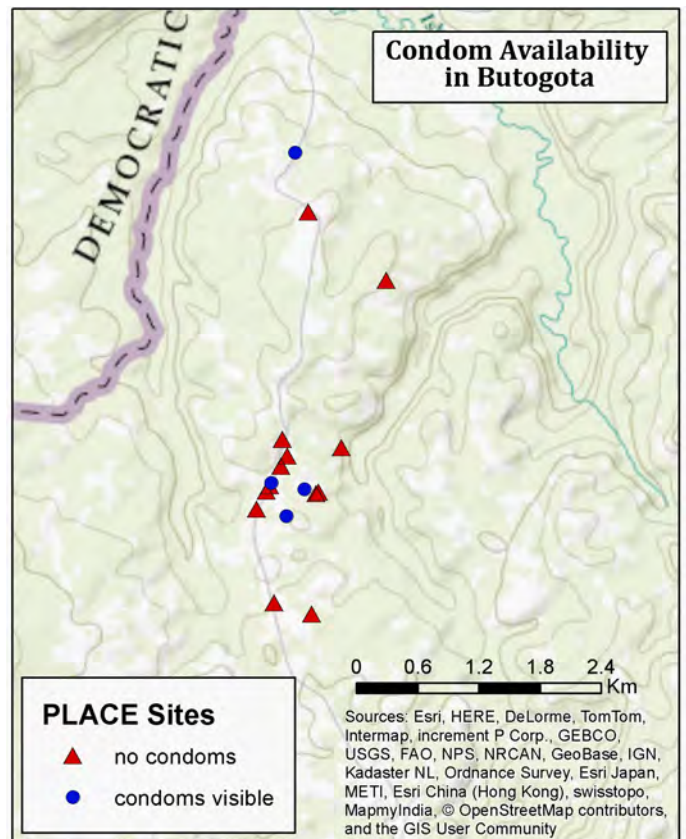 Condom Availability
in Butogota
DEMOCRATIC
0 0.6 1.2 1.8 2.4
Km
PLACE Sites
no condoms
condoms visible
Sources: Esri, HERE, DeLorme, TomTom,
Intermap, increment P Corp., GEBCO,
USGS, FAO, NPS, NRCAN, GeoBase, IGN,
Kadaster NL, Ordnance Survey, Esri Japan,
METI, Esri China (Hong Kong), swisstopo,
MapmyIndia, © OpenStreetMap contributors,
and the GIS User Community